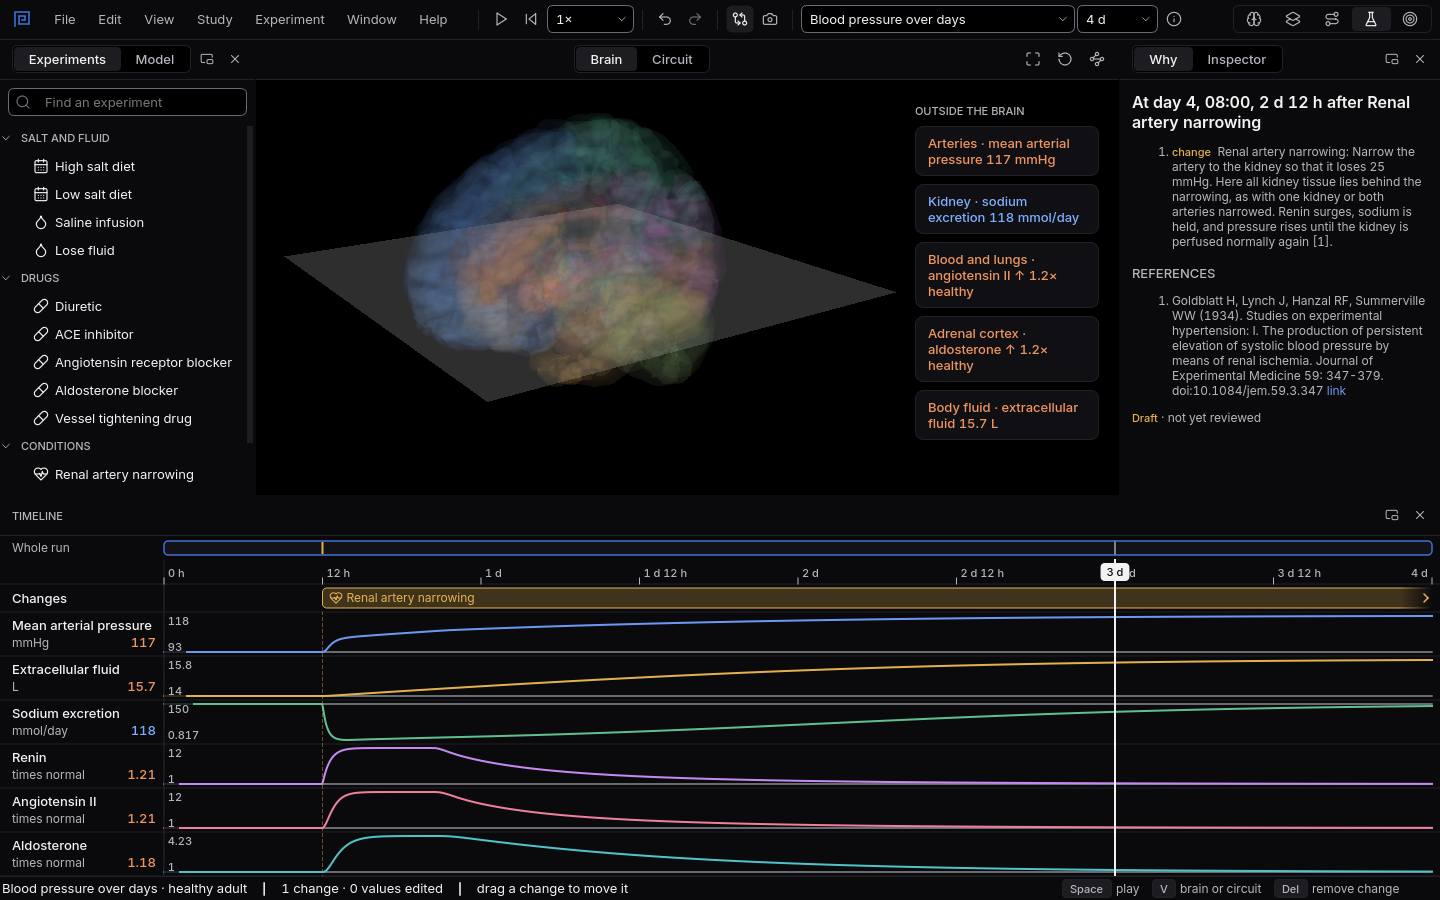 File Edit View Study Experiment Window Help
1×
Blood pressure over days
4 d
Experiments Model
Brain Circuit
Why Inspector
Find an experiment
SALT AND FLUID
High salt diet
Low salt diet
Saline infusion
Lose fluid
DRUGS
Diuretic
ACE inhibitor
Angiotensin receptor blocker
Aldosterone blocker
Vessel tightening drug
CONDITIONS
Renal artery narrowing
OUTSIDE THE BRAIN
Arteries · mean arterial
pressure 117 mmHg
Kidney · sodium
excretion 118 mmol/day
Blood and lungs ·
angiotensin II ↑ 1.2×
healthy
Adrenal cortex ·
aldosterone ↑ 1.2×
healthy
Body fluid · extracellular
fluid 15.7 L
At day 4, 08:00, 2 d 12 h after Renal
artery narrowing
1. change Renal artery narrowing: Narrow the
artery to the kidney so that it loses 25
mmHg. Here all kidney tissue lies behind the
narrowing, as with one kidney or both
arteries narrowed. Renin surges, sodium is
held, and pressure rises until the kidney is
perfused normally again [1].
REFERENCES
1. Goldblatt H, Lynch J, Hanzal RF, Summerville
WW (1934). Studies on experimental
hypertension: I. The production of persistent
elevation of systolic blood pressure by
means of renal ischemia. Journal of
Experimental Medicine 59: 347-379.
doi:10.1084/jem.59.3.347 link
Draft · not yet reviewed
TIMELINE
Whole run
0 h 12 h 1 d 1 d 12 h 2 d 2 d 12 h 3 d d 3 d 12 h 4 d
Changes
Renal artery narrowing
Mean arterial pressure
mmHg 117
118
93
Extracellular fluid
L 15.7
15.8
14
Sodium excretion
mmol/day 118
150
0.817
Renin
times normal 1.21
12
1
Angiotensin II
times normal 1.21
12
1
Aldosterone
times normal 1.18
4.23
1
Blood pressure over days · healthy adult | 1 change · 0 values edited | drag a change to move it
Space play V brain or circuit Del remove change